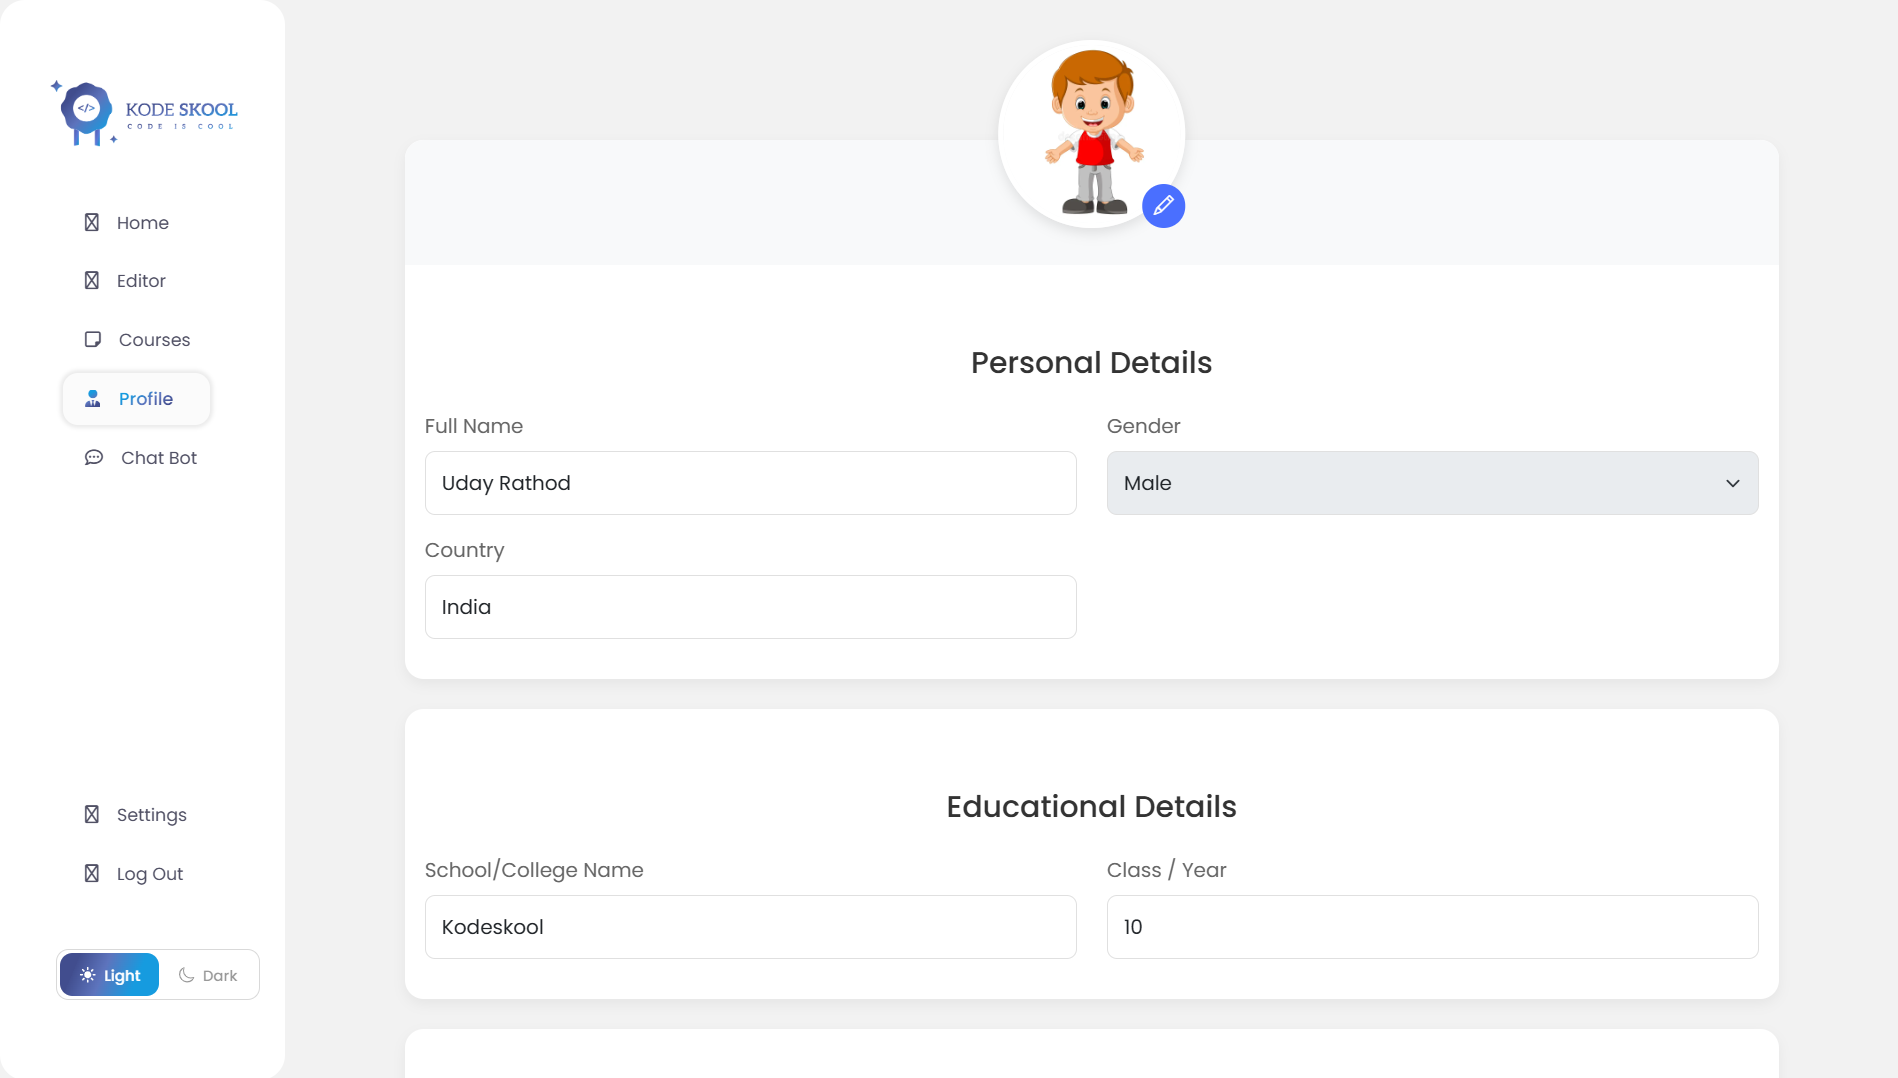 </>
KODE SKOOL
CODE IS COOL
Home
Editor
Courses
Profile
Chat Bot
Settings
Log Out
Light
Dark
Personal Details
Full Name
Gender
Uday Rathod
Male
Country
India
Educational Details
School/College Name
Class / Year
Kodeskool
10